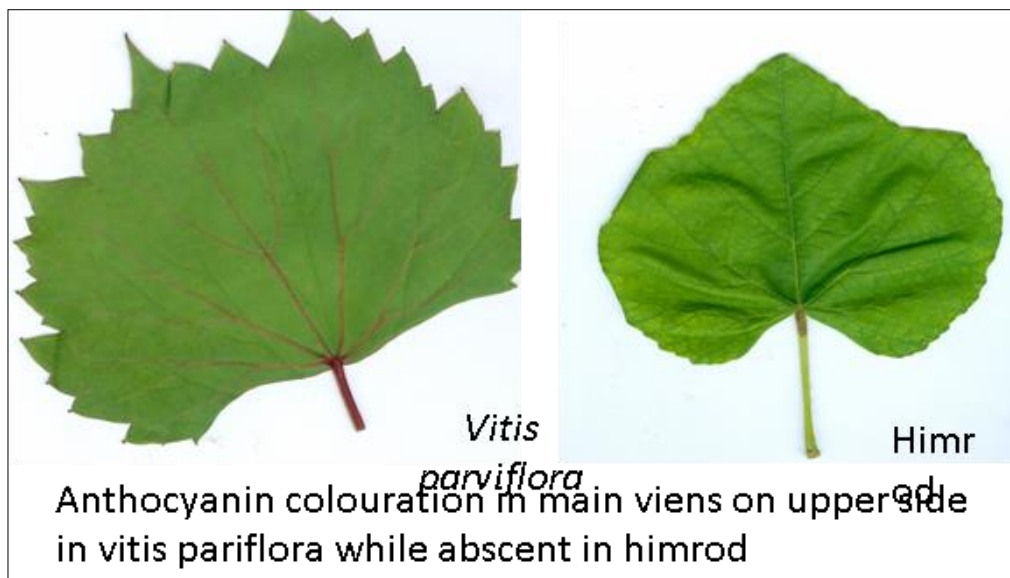 Vitis
parviflora
Himr
od
Anthocyanin colouration in main viens on upper side
in vitis pariflora while abscent in himrod